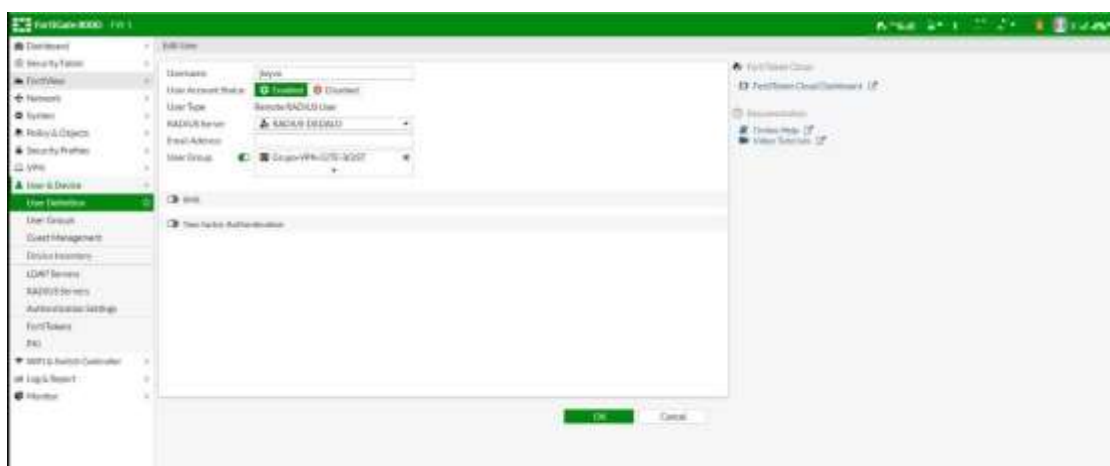 FortiGate 800D FW-1
Dashboard
Security Fabric
FortiView
Network
System
Policy & Objects
Security Profiles
VPN
User & Device
User Definition
User Groups
Guest Management
Device Inventory
LDAP Servers
RADIUS Servers
Authentication Settings
FortiTokens
PKI
WiFi & Switch Controller
Log & Report
Monitor
Edit User
Username
User Account Status Enabled Disabled
User Type Remote RADIUS User
RADIUS Server
Email Address
User Group
SMS
Two-factor Authentication
OK Cancel
FortiToken Cloud
FortiToken Cloud Dashboard
Documentation
Online Help
Video Tutorials